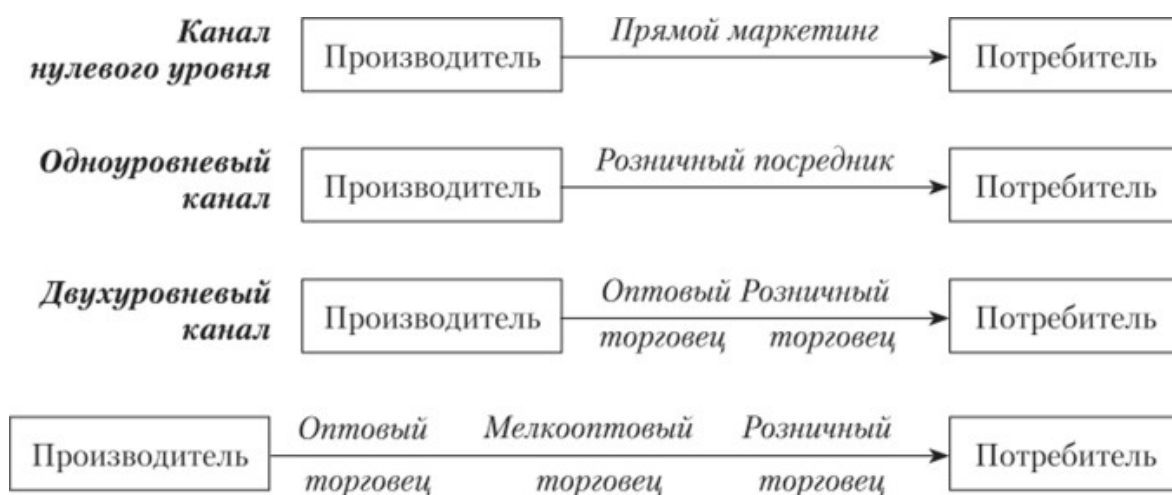 Канал
нулевого уровня
Производитель
Прямой маркетинг
Потребитель
Одноуровневый
канал
Производитель
Розничный посредник
Потребитель
Двухуровневый
канал
Производитель
Оптовый Розничный
торговец торговец
Потребитель
Производитель
Оптовый Мелкооптовый Розничный
торговец торговец торговец
Потребитель